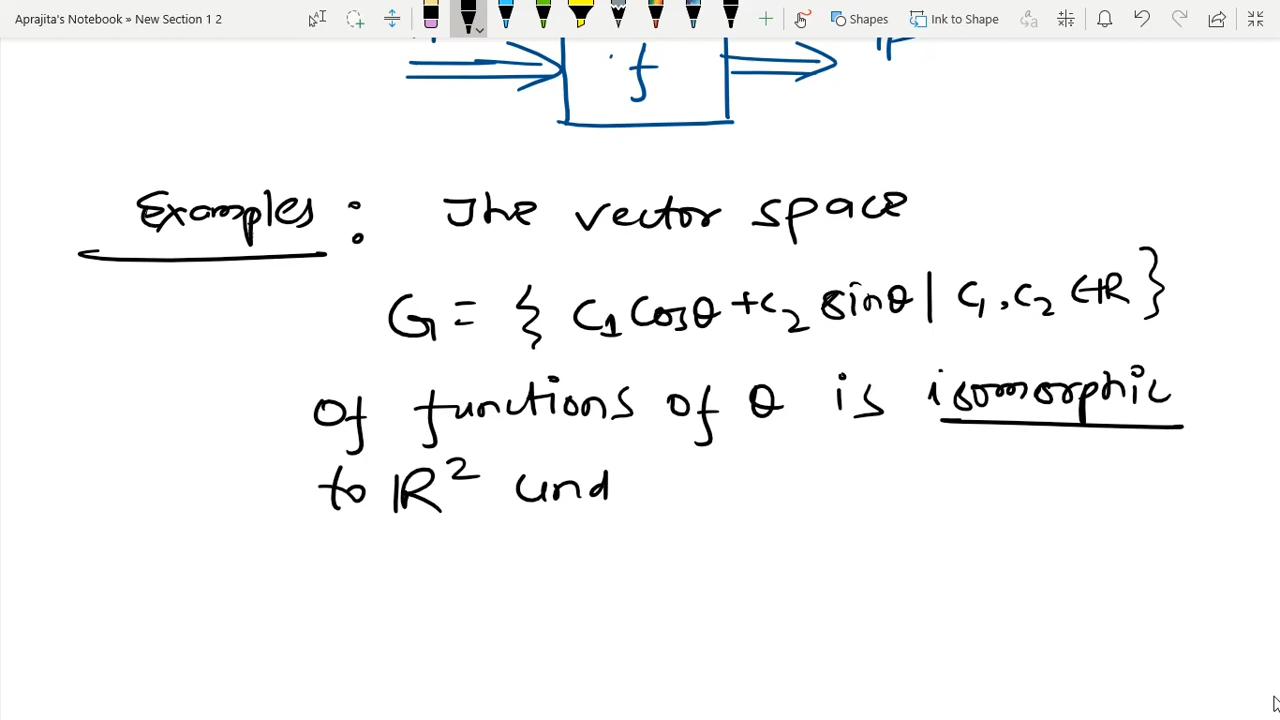 Aprajita's Notebook » New Section 1 2
Shapes
Ink to Shape
f
Examples : The vector space
G = { C1 Cosθ + C2 sinθ | C1, C2 ∈ ℝ }
Of functions of θ is isomorphic
to ℝ² und